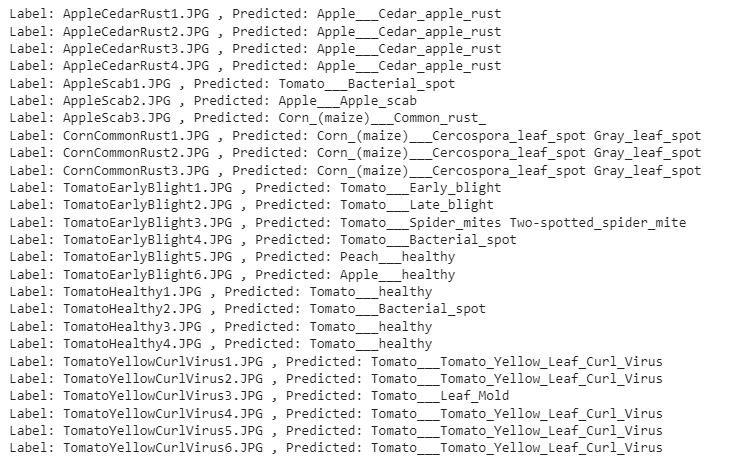 Label: AppleCedarRust1.JPG , Predicted: Apple___Cedar_apple_rust
Label: AppleCedarRust2.JPG , Predicted: Apple___Cedar_apple_rust
Label: AppleCedarRust3.JPG , Predicted: Apple___Cedar_apple_rust
Label: AppleCedarRust4.JPG , Predicted: Apple___Cedar_apple_rust
Label: AppleScab1.JPG , Predicted: Tomato___Bacterial_spot
Label: AppleScab2.JPG , Predicted: Apple___Apple_scab
Label: AppleScab3.JPG , Predicted: Corn_(maize)___Common_rust_
Label: CornCommonRust1.JPG , Predicted: Corn_(maize)___Cercospora_leaf_spot Gray_leaf_spot
Label: CornCommonRust2.JPG , Predicted: Corn_(maize)___Cercospora_leaf_spot Gray_leaf_spot
Label: CornCommonRust3.JPG , Predicted: Corn_(maize)___Cercospora_leaf_spot Gray_leaf_spot
Label: TomatoEarlyBlight1.JPG , Predicted: Tomato___Early_blight
Label: TomatoEarlyBlight2.JPG , Predicted: Tomato___Late_blight
Label: TomatoEarlyBlight3.JPG , Predicted: Tomato___Spider_mites Two-spotted_spider_mite
Label: TomatoEarlyBlight4.JPG , Predicted: Tomato___Bacterial_spot
Label: TomatoEarlyBlight5.JPG , Predicted: Peach___healthy
Label: TomatoEarlyBlight6.JPG , Predicted: Apple___healthy
Label: TomatoHealthy1.JPG , Predicted: Tomato___healthy
Label: TomatoHealthy2.JPG , Predicted: Tomato___Bacterial_spot
Label: TomatoHealthy3.JPG , Predicted: Tomato___healthy
Label: TomatoHealthy4.JPG , Predicted: Tomato___healthy
Label: TomatoYellowCurlVirus1.JPG , Predicted: Tomato___Tomato_Yellow_Leaf_Curl_Virus
Label: TomatoYellowCurlVirus2.JPG , Predicted: Tomato___Tomato_Yellow_Leaf_Curl_Virus
Label: TomatoYellowCurlVirus3.JPG , Predicted: Tomato___Leaf_Mold
Label: TomatoYellowCurlVirus4.JPG , Predicted: Tomato___Tomato_Yellow_Leaf_Curl_Virus
Label: TomatoYellowCurlVirus5.JPG , Predicted: Tomato___Tomato_Yellow_Leaf_Curl_Virus
Label: TomatoYellowCurlVirus6.JPG , Predicted: Tomato___Tomato_Yellow_Leaf_Curl_Virus